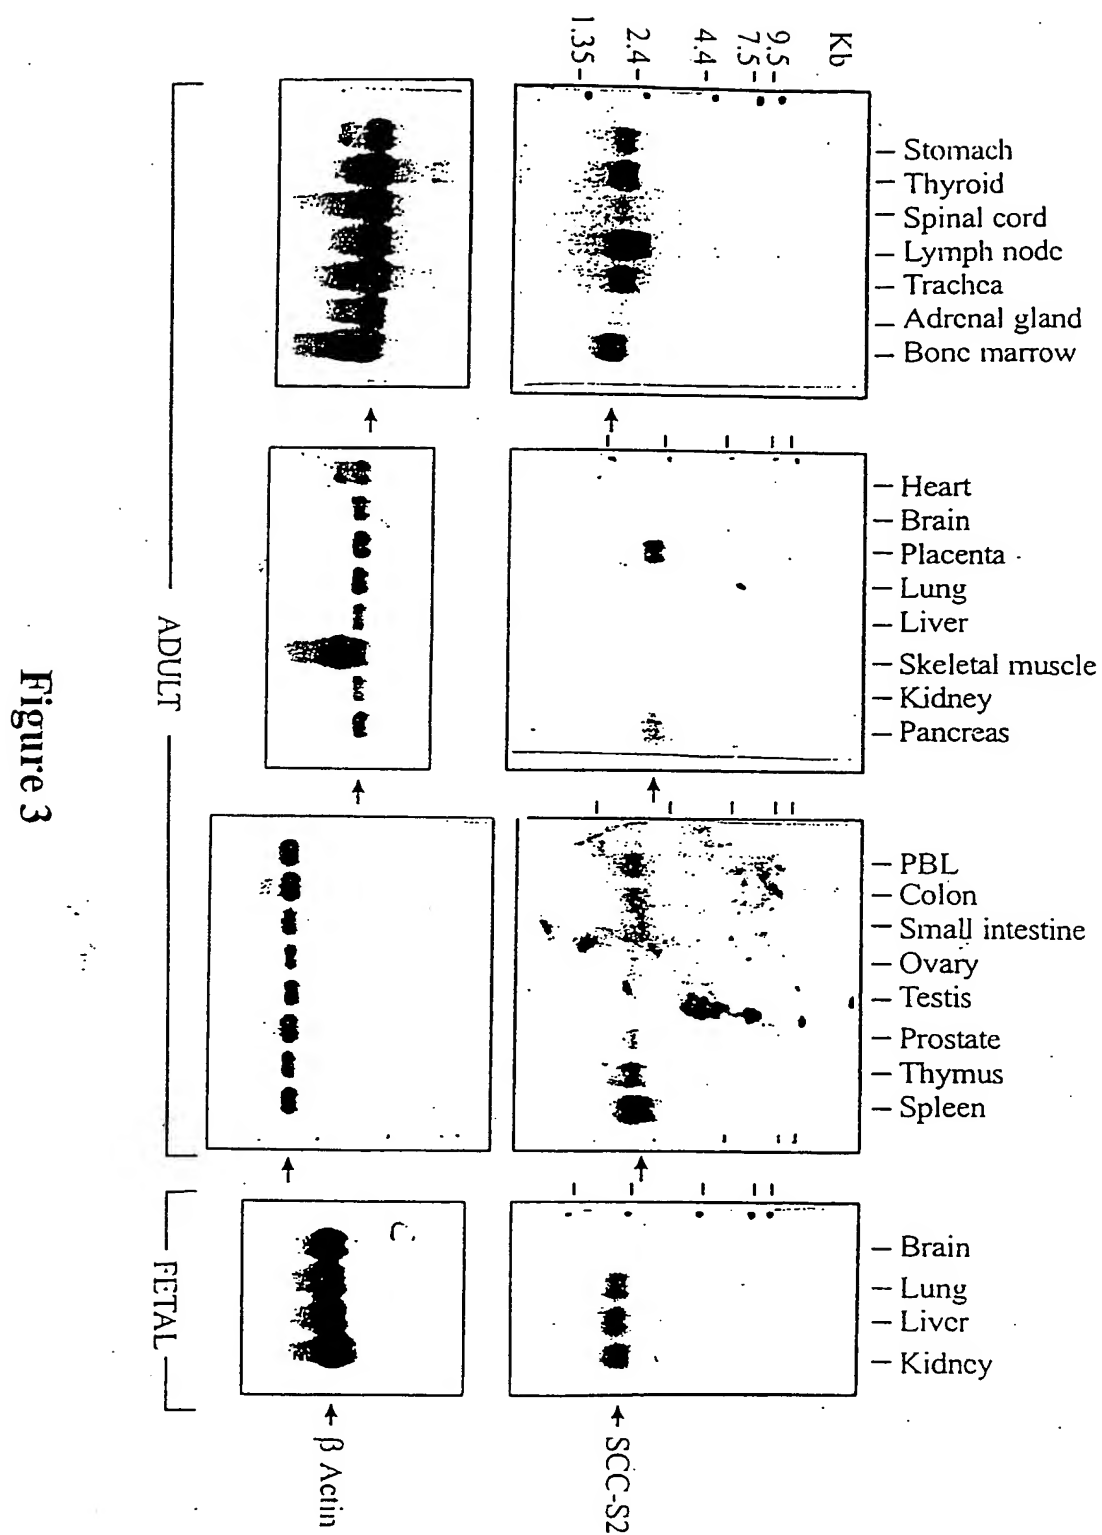 Kb
9.5-
7.5-
4.4-
2.4-
1.35-
Stomach
Thyroid
Spinal cord
Lymph node
Trachea
Adrenal gland
Bone marrow
Heart
Brain
Placenta
Lung
Liver
Skeletal muscle
Kidney
Pancreas
PBL
Colon
Small intestine
Ovary
Testis
Prostate
Thymus
Spleen
Brain
Lung
Liver
Kidney
SCC-S2
β Actin
ADULT
FETAL
Figure 3